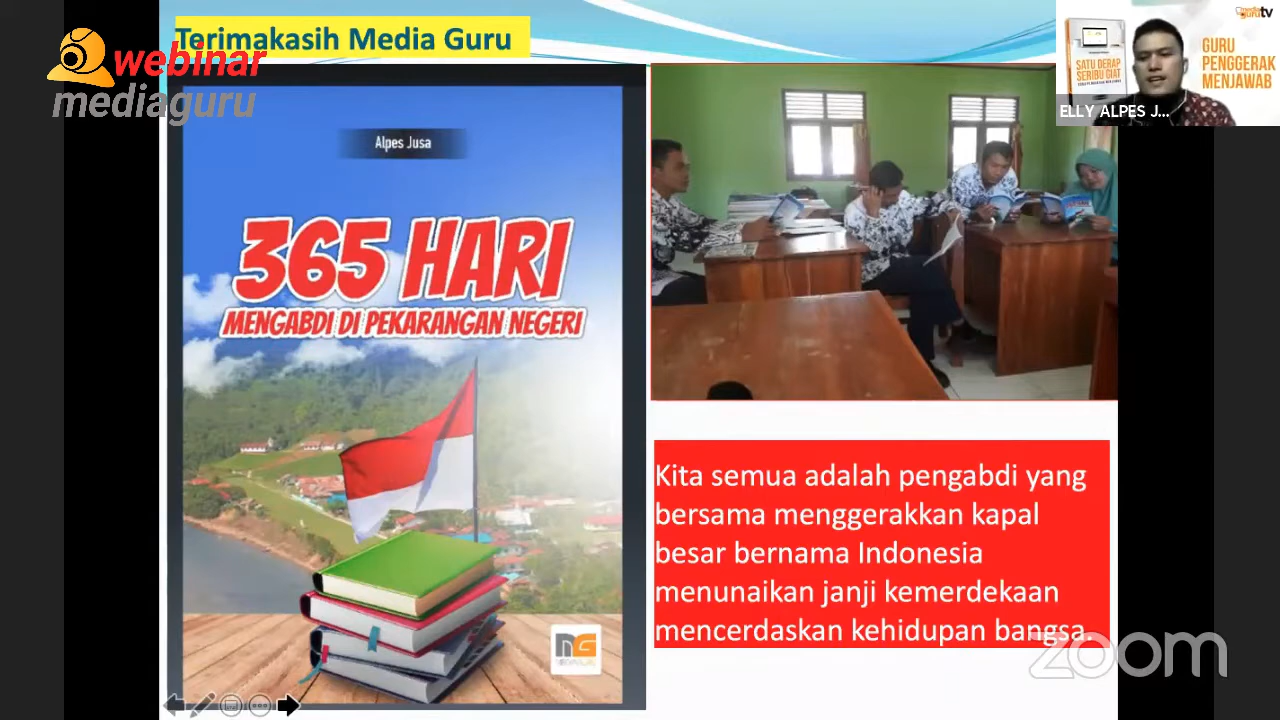 Terimakasih Media Guru
webinar
mediaguru
Alpes Jusa
365 HARI
MENGABDI DI PEKARANGAN NEGERI
Kita semua adalah pengabdi yang
bersama menggerakkan kapal
besar bernama Indonesia
menunaikan janji kemerdekaan
mencerdaskan kehidupan bangsa.
SATU DERAP
SERIBU GIAT
GURU
PENGGERAK
MENJAWAB
ELLY ALPES J...
zoom